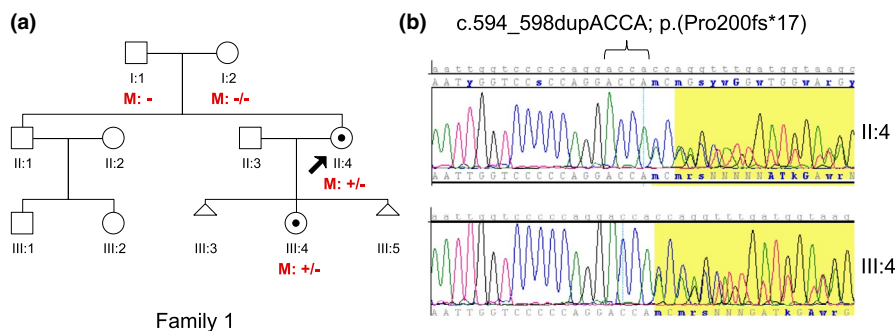 (a)
I:1
I:2
M: -
M: -/-
II:1
II:2
II:3
II:4
M: +/-
III:1
III:2
III:3
III:4
III:5
M: +/-
Family 1
(b)
c.594_598dupACCA; p.(Pro200fs*17)
a a t t g g t c c c c c a g g a c c a c c a g g t t t g a t g g t a a g c
A A T y G G T C C s C C C A G G A C C A m C m G s y w G G w T G G w A r G y
II:4
A A T T G G T C C C C C A G G A C C A m C m r s N N N N N A T k G A w r N
a a t t g g t c c c c c a g g a c c a c c a g g t t t g a t g g t a a g c
III:4
A A T T G G T C C C C C A G G A C C A m C m r s N N N G A T k G A w r G